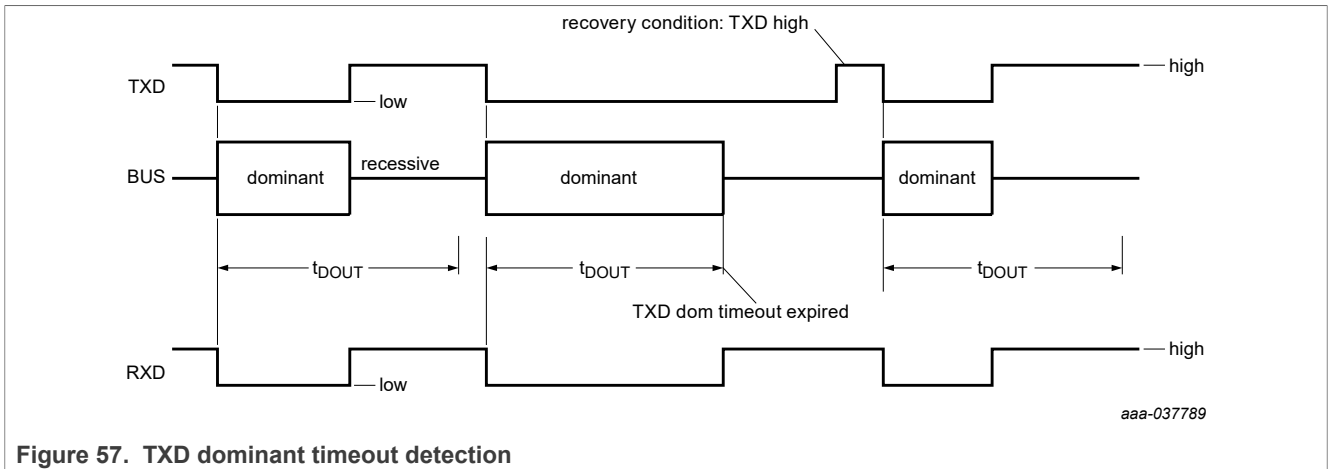 recovery condition: TXD high
TXD
low
high
BUS
dominant
recessive
dominant
dominant
tDOUT
tDOUT
tDOUT
TXD dom timeout expired
RXD
low
high
aaa-037789
Figure 57. TXD dominant timeout detection